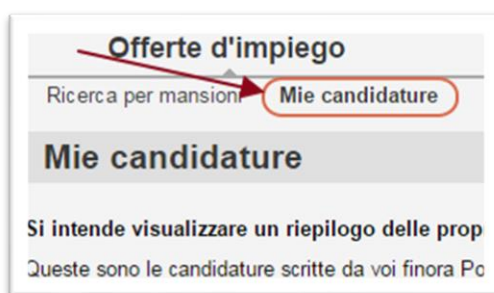 Offerte d'impiego
Ricerca per mansioni Mie candidature
Mie candidature
Si intende visualizzare un riepilogo delle prop
Queste sono le candidature scritte da voi finora Po